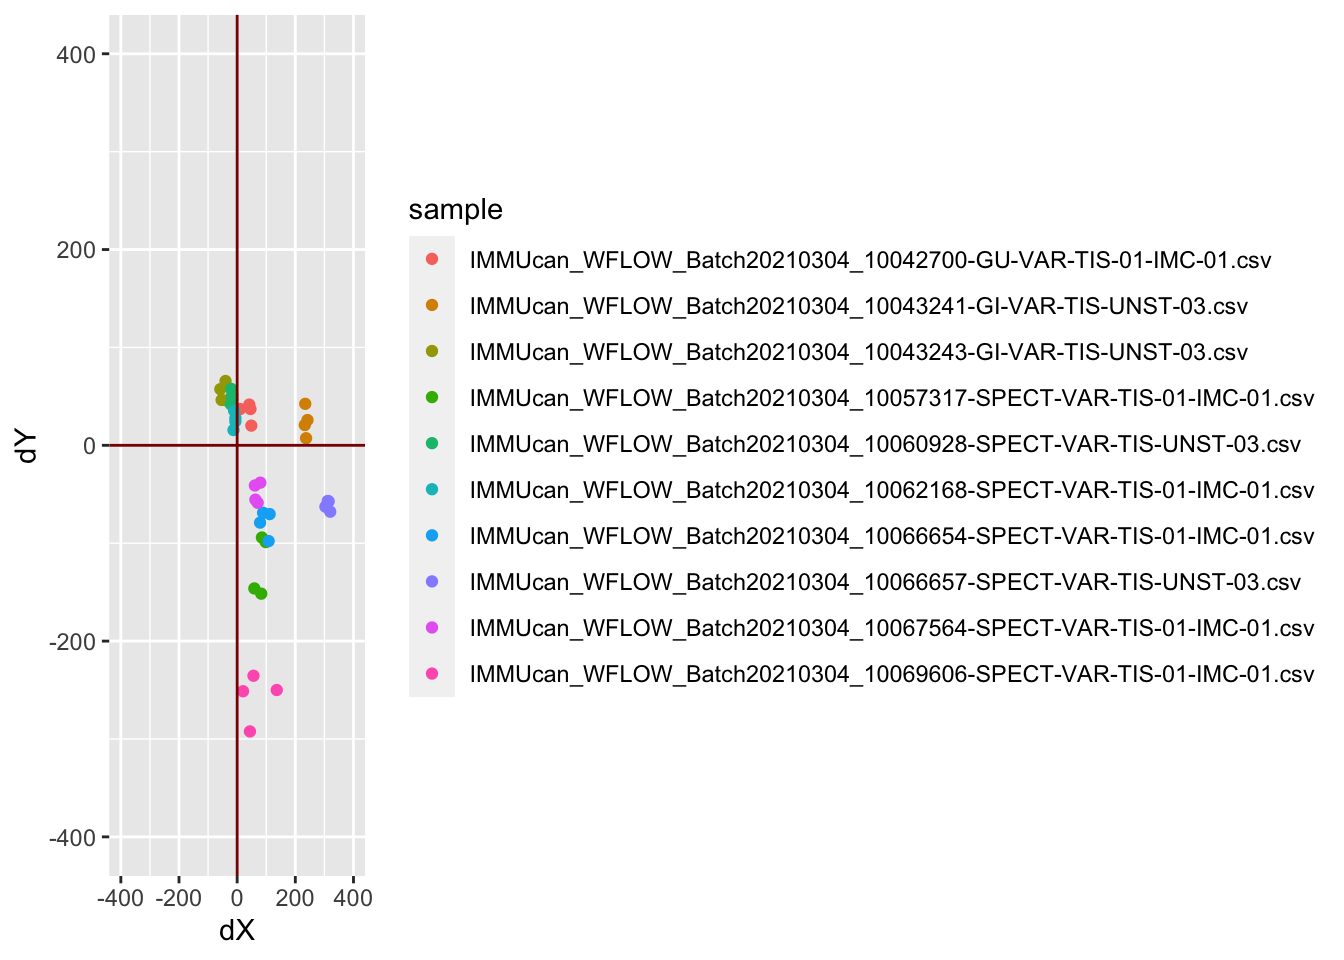 400
200
0
-200
-400
dY
-400 -200 0 200 400
dX
sample
IMMUcan_WFLOW_Batch20210304_10042700-GU-VAR-TIS-01-IMC-01.csv
IMMUcan_WFLOW_Batch20210304_10043241-GI-VAR-TIS-UNST-03.csv
IMMUcan_WFLOW_Batch20210304_10043243-GI-VAR-TIS-UNST-03.csv
IMMUcan_WFLOW_Batch20210304_10057317-SPECT-VAR-TIS-01-IMC-01.csv
IMMUcan_WFLOW_Batch20210304_10060928-SPECT-VAR-TIS-UNST-03.csv
IMMUcan_WFLOW_Batch20210304_10062168-SPECT-VAR-TIS-01-IMC-01.csv
IMMUcan_WFLOW_Batch20210304_10066654-SPECT-VAR-TIS-01-IMC-01.csv
IMMUcan_WFLOW_Batch20210304_10066657-SPECT-VAR-TIS-UNST-03.csv
IMMUcan_WFLOW_Batch20210304_10067564-SPECT-VAR-TIS-01-IMC-01.csv
IMMUcan_WFLOW_Batch20210304_10069606-SPECT-VAR-TIS-01-IMC-01.csv